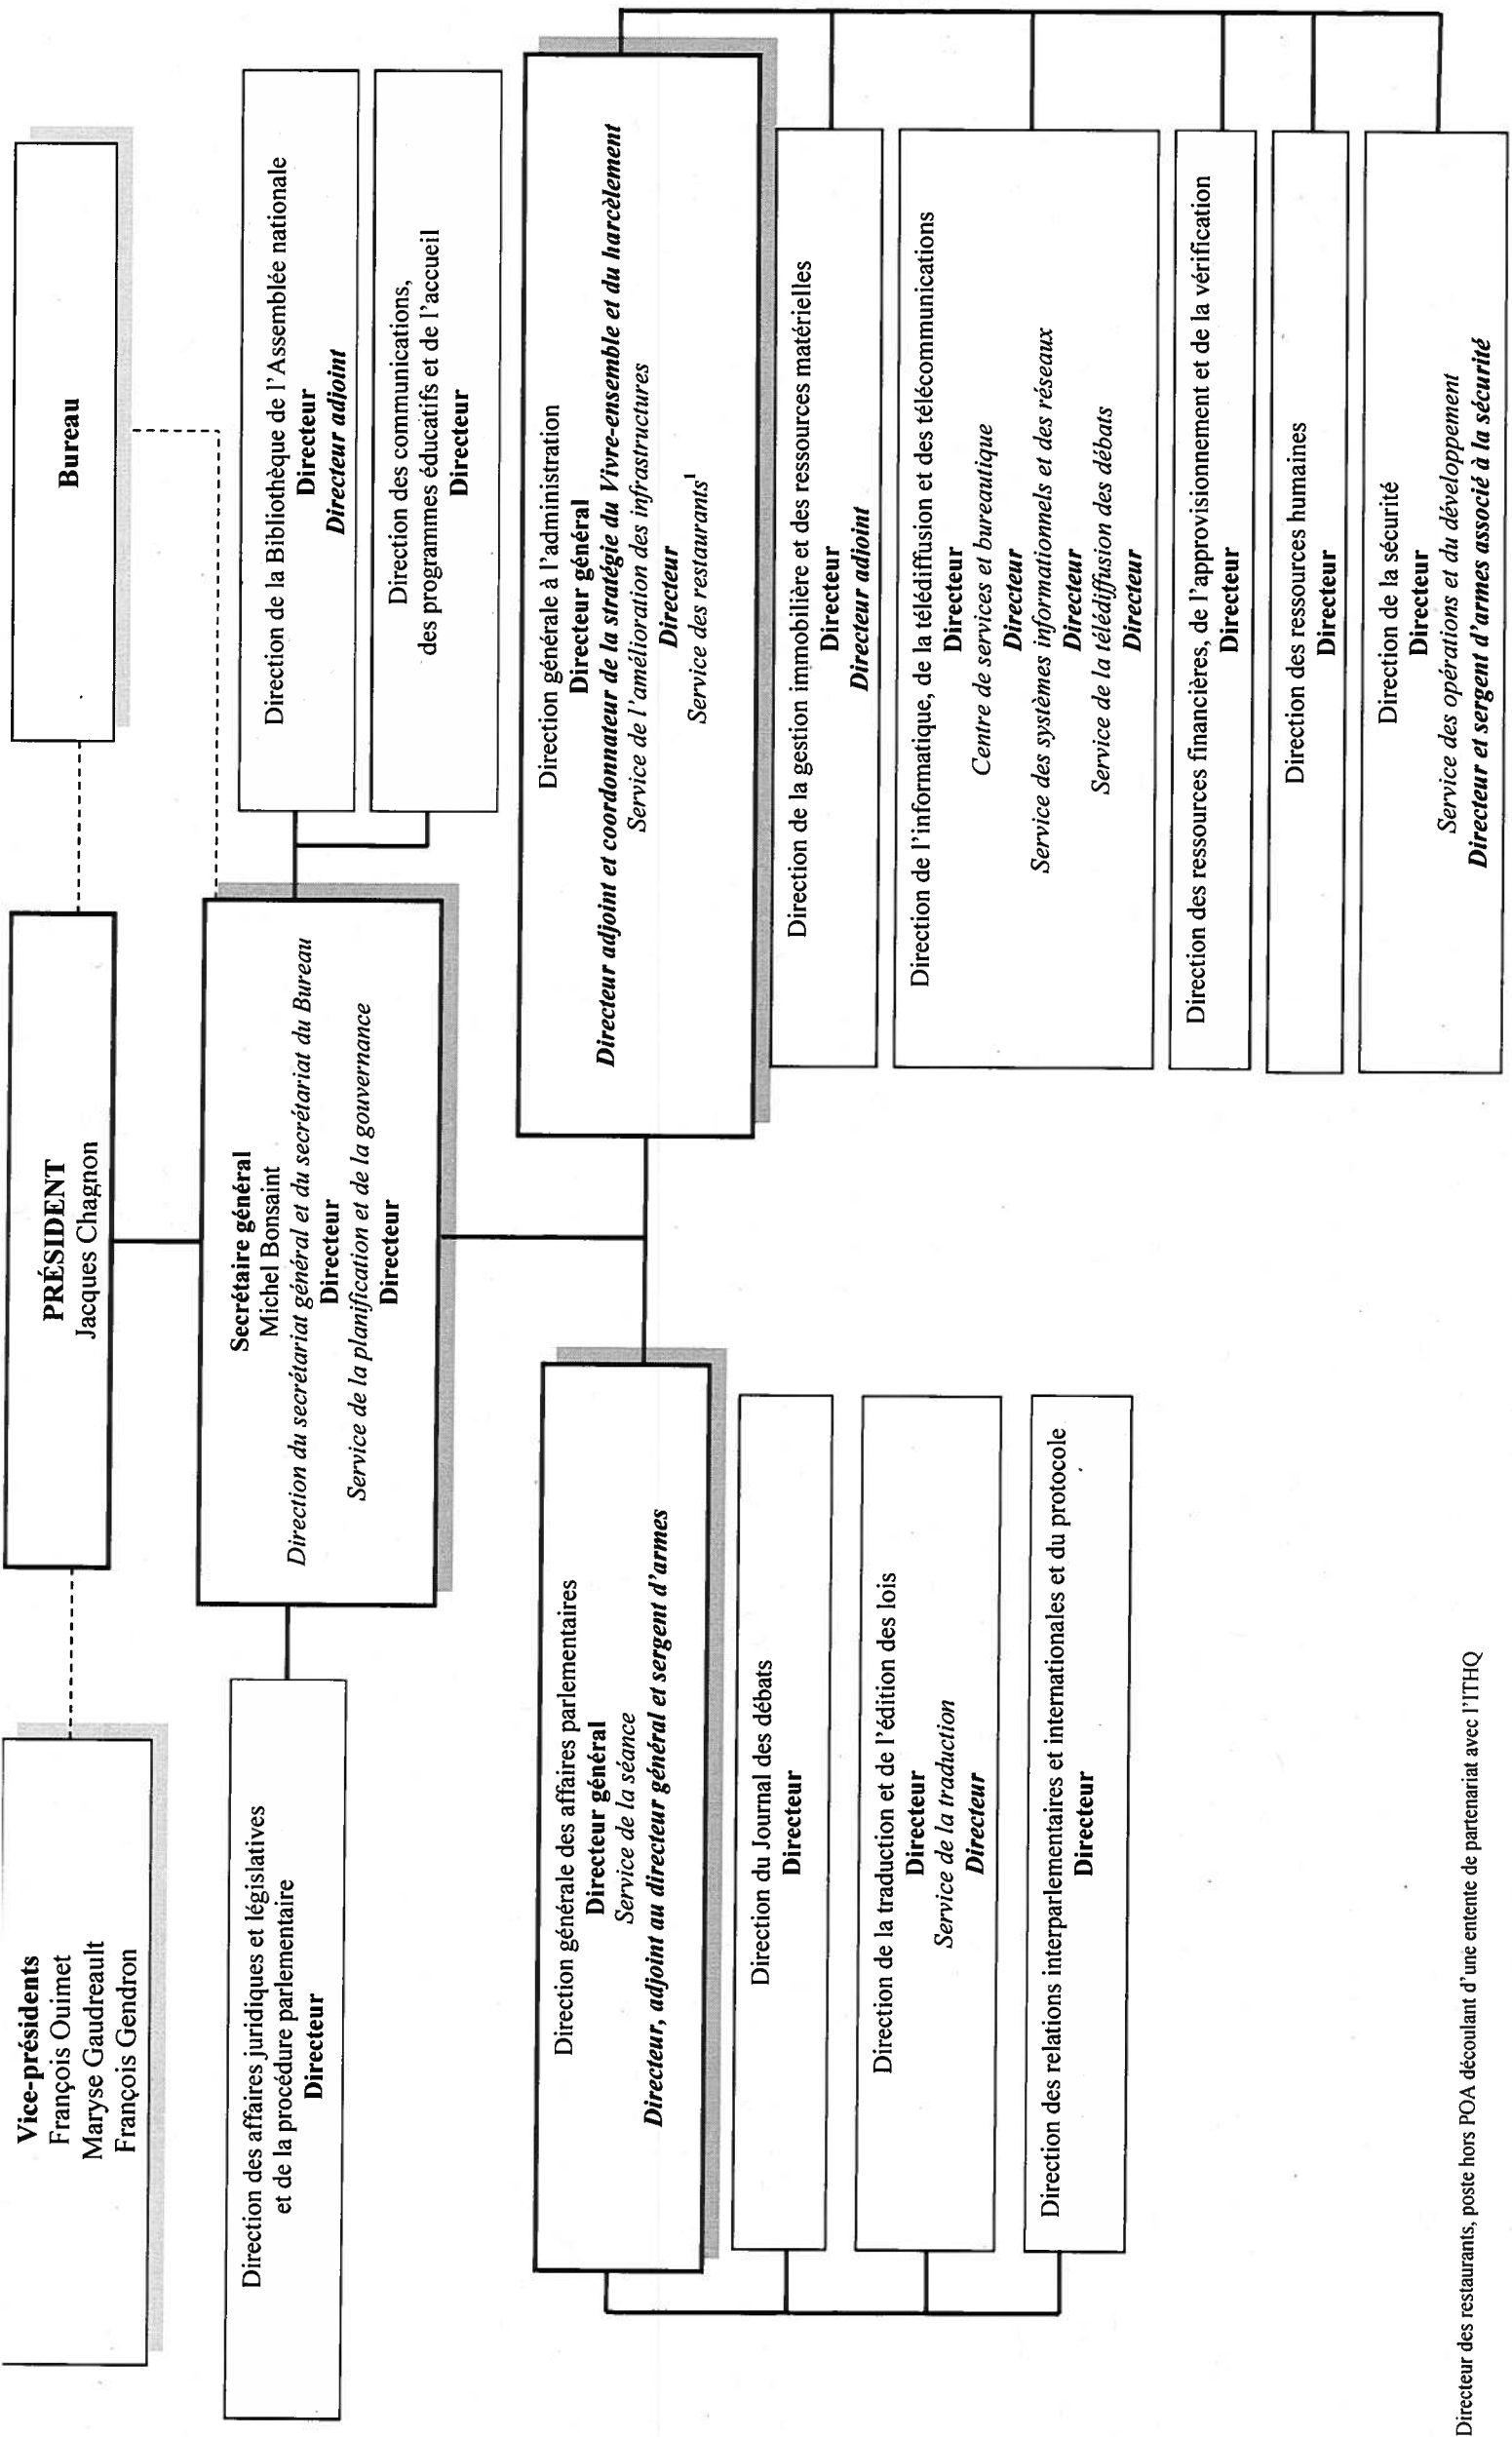 Vice-présidents
François Ouimet
Maryse Gaudreault
François Gendron
PRÉSIDENT
Jacques Chagnon
Bureau
Direction des affaires juridiques et législatives
et de la procédure parlementaire
Directeur
Secrétaire général
Michel Bonsaint
Direction du secrétariat général et du secrétariat du Bureau
Directeur
Service de la planification et de la gouvernance
Directeur
Direction de la Bibliothèque de l'Assemblée nationale
Directeur
Directeur adjoint
Direction des communications,
des programmes éducatifs et de l'accueil
Directeur
Direction générale des affaires parlementaires
Directeur général
Service de la séance
Directeur, adjoint au directeur général et sergent d'armes
Direction du Journal des débats
Directeur
Direction de la traduction et de l'édition des lois
Directeur
Service de la traduction
Directeur
Direction des relations interparlementaires et internationales et du protocole
Directeur
Direction générale à l'administration
Directeur général
Directeur adjoint et coordonnateur de la stratégie du Vivre-ensemble et du harcèlement
Service de l'amélioration des infrastructures
Directeur
Service des restaurants¹
Direction de la gestion immobilière et des ressources matérielles
Directeur
Directeur adjoint
Direction de l'informatique, de la télédiffusion et des télécommunications
Directeur
Centre de services et bureautique
Directeur
Service des systèmes informationnels et des réseaux
Directeur
Service de la télédiffusion des débats
Directeur
Direction des ressources financières, de l'approvisionnement et de la vérification
Directeur
Direction des ressources humaines
Directeur
Direction de la sécurité
Directeur
Service des opérations et du développement
Directeur et sergent d'armes associé à la sécurité
Directeur des restaurants, poste hors POA découlant d'une entente de partenariat avec l'ITHQ